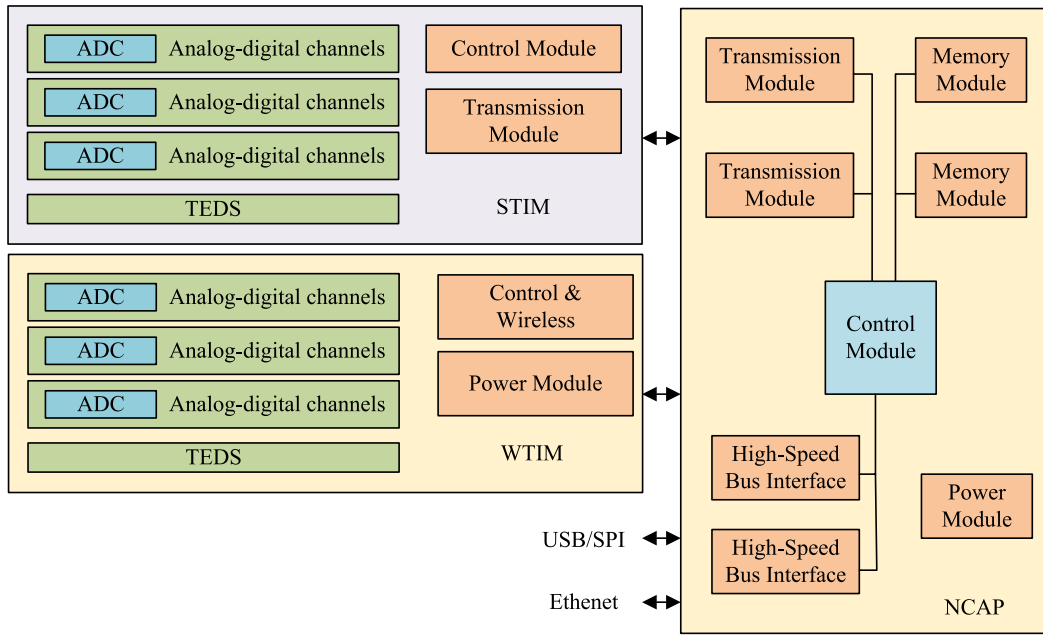 ADC Analog-digital channels
ADC Analog-digital channels
ADC Analog-digital channels
TEDS
Control Module
Transmission
Module
STIM
ADC Analog-digital channels
ADC Analog-digital channels
ADC Analog-digital channels
TEDS
Control &
Wireless
Power Module
WTIM
USB/SPI
Ethenet
Transmission
Module
Memory
Module
Transmission
Module
Memory
Module
Control
Module
High-Speed
Bus Interface
Power
Module
High-Speed
Bus Interface
NCAP